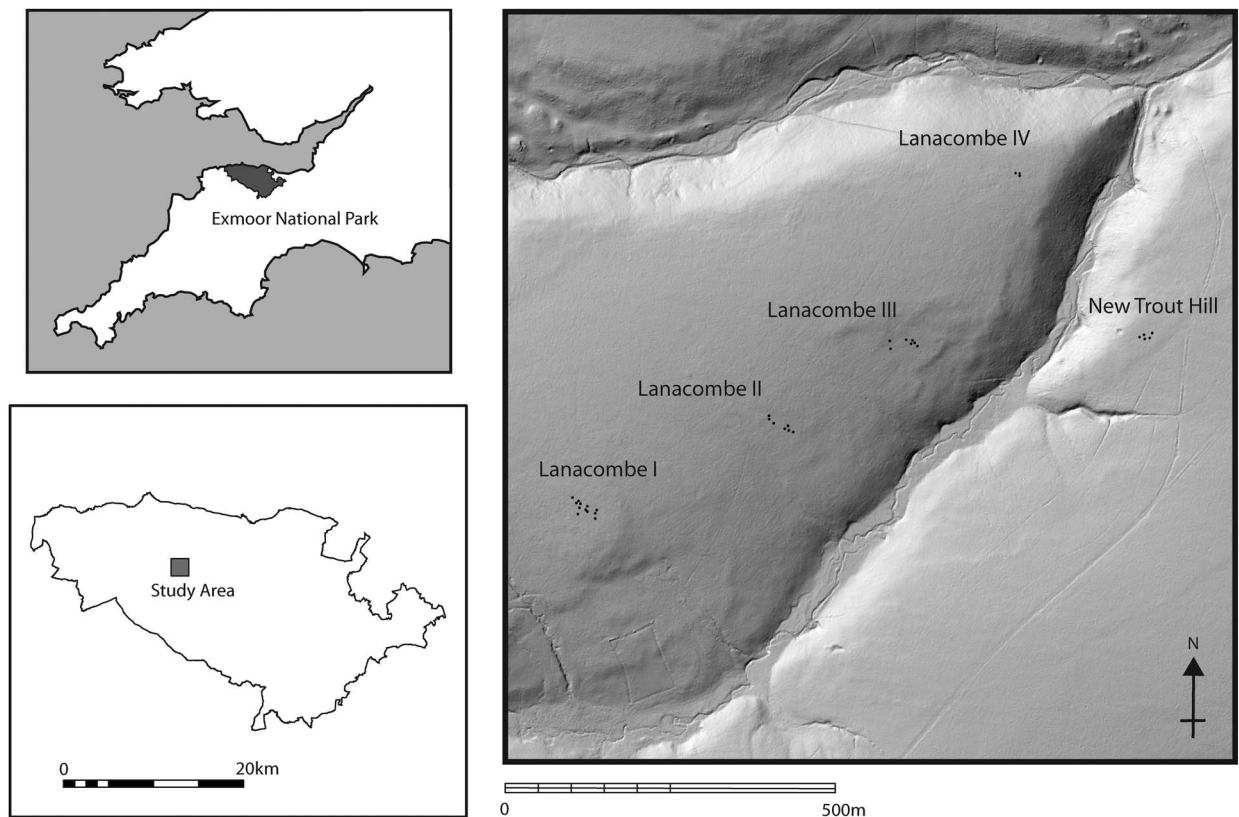 Exmoor National Park
Study Area
0 20km
Lanacombe IV
Lanacombe III
New Trout Hill
Lanacombe II
Lanacombe I
N
0 500m